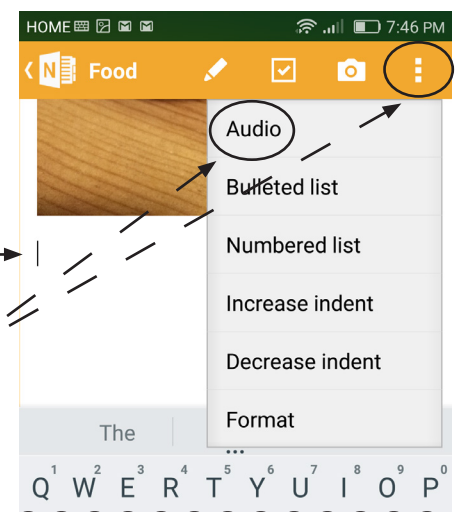 HOME 7:46 PM
N Food
Audio
Bulleted list
Numbered list
Increase indent
Decrease indent
Format
The
1 2 3 4 5 6 7 8 9 0
Q W E R T Y U I O P